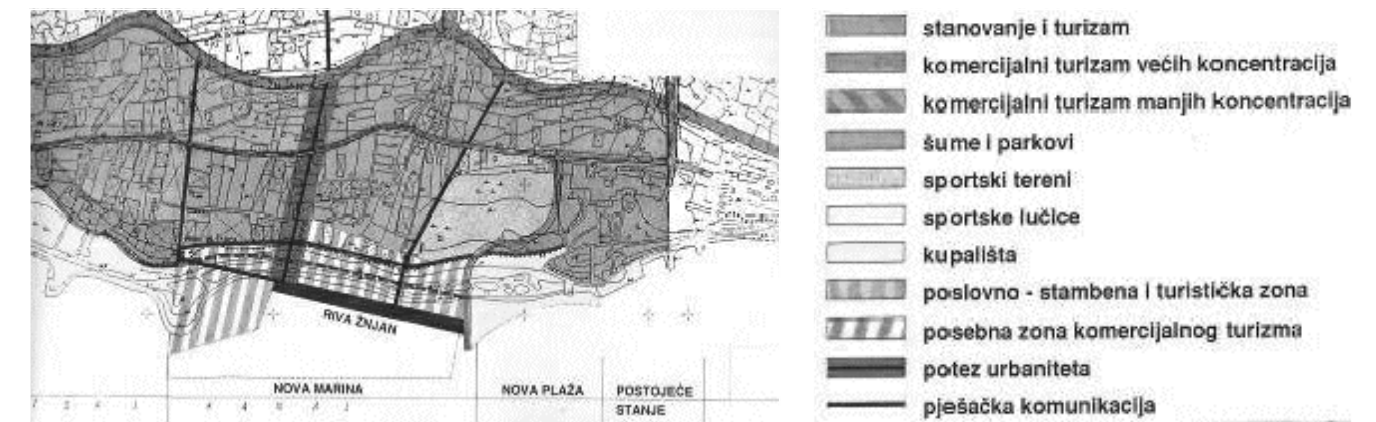 RIVA ŽNJAN
NOVA MARINA
NOVA PLAŽA
POSTOJEĆE
STANJE
stanovanje i turizam
komercijalni turizam većih koncentracija
komercijalni turizam manjih koncentracija
šume i parkovi
sportski tereni
sportske lučice
kupališta
poslovno - stambena i turistička zona
posebna zona komercijalnog turizma
potez urbaniteta
pješačka komunikacija